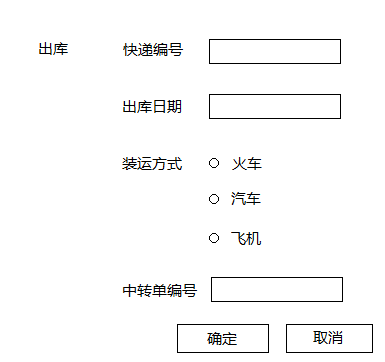 出库 快递编号
出库日期
装运方式 火车
汽车
飞机
中转单编号
确定 取消